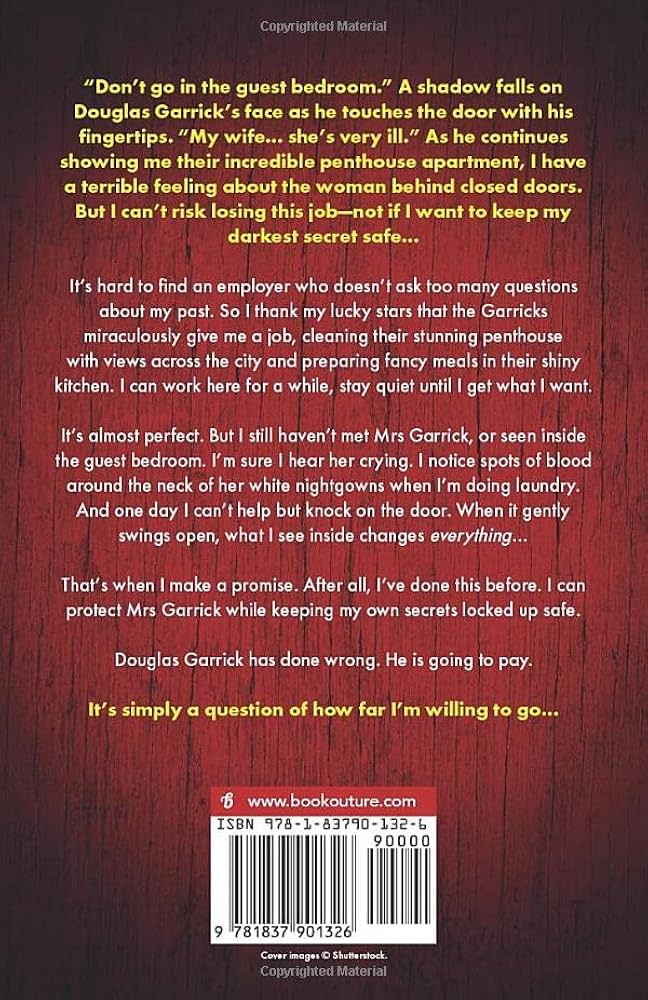 Copyrighted Material
“Don’t go in the guest bedroom.” A shadow falls on
Douglas Garrick’s face as he touches the door with his
fingertips. “My wife... she’s very ill.” As he continues
showing me their incredible penthouse apartment, I have
a terrible feeling about the woman behind closed doors.
But I can’t risk losing this job—not if I want to keep my
darkest secret safe...
It’s hard to find an employer who doesn’t ask too many questions
about my past. So I thank my lucky stars that the Garricks
miraculously give me a job, cleaning their stunning penthouse
with views across the city and preparing fancy meals in their shiny
kitchen. I can work here for a while, stay quiet until I get what I want.
It’s almost perfect. But I still haven’t met Mrs Garrick, or seen inside
the guest bedroom. I’m sure I hear her crying. I notice spots of blood
around the neck of her white nightgowns when I’m doing laundry.
And one day I can’t help but knock on the door. When it gently
swings open, what I see inside changes everything...
That’s when I make a promise. After all, I’ve done this before. I can
protect Mrs Garrick while keeping my own secrets locked up safe.
Douglas Garrick has done wrong. He is going to pay.
It’s simply a question of how far I’m willing to go...
www.bookouture.com
ISBN 978-1-83790-132-6
90000
9 781837 901326
Cover images © Shutterstock.
Copyrighted Material